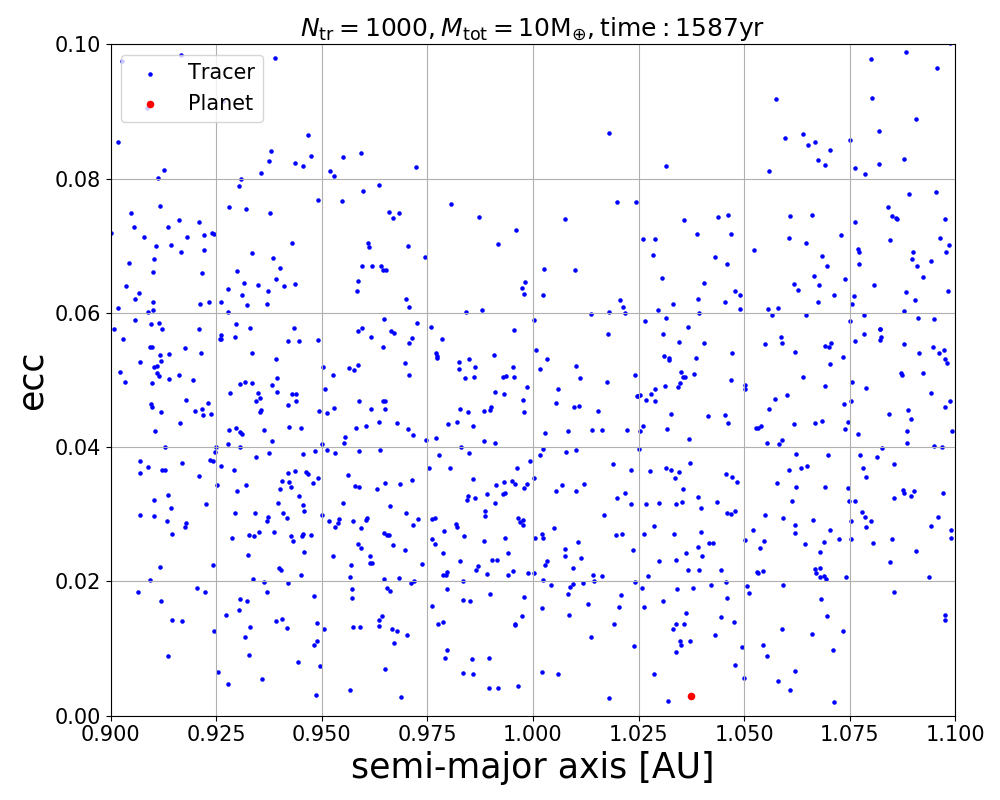 N_tr = 1000, M_tot = 10M_⊕, time : 1587yr
0.10
Tracer
Planet
0.08
0.06
ecc
0.04
0.02
0.00
0.900 0.925 0.950 0.975 1.000 1.025 1.050 1.075 1.100
semi-major axis [AU]